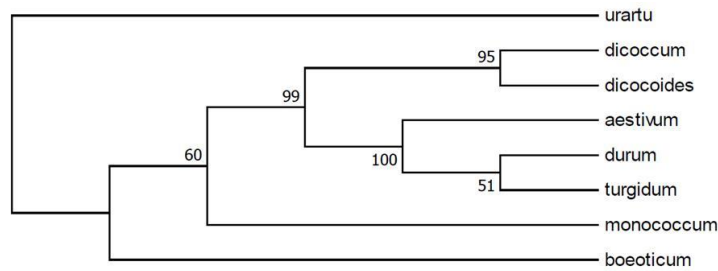 urartu
dicoccum
95
dicocoides
99
aestivum
100
durum
60
51
turgidum
monococcum
boeoticum